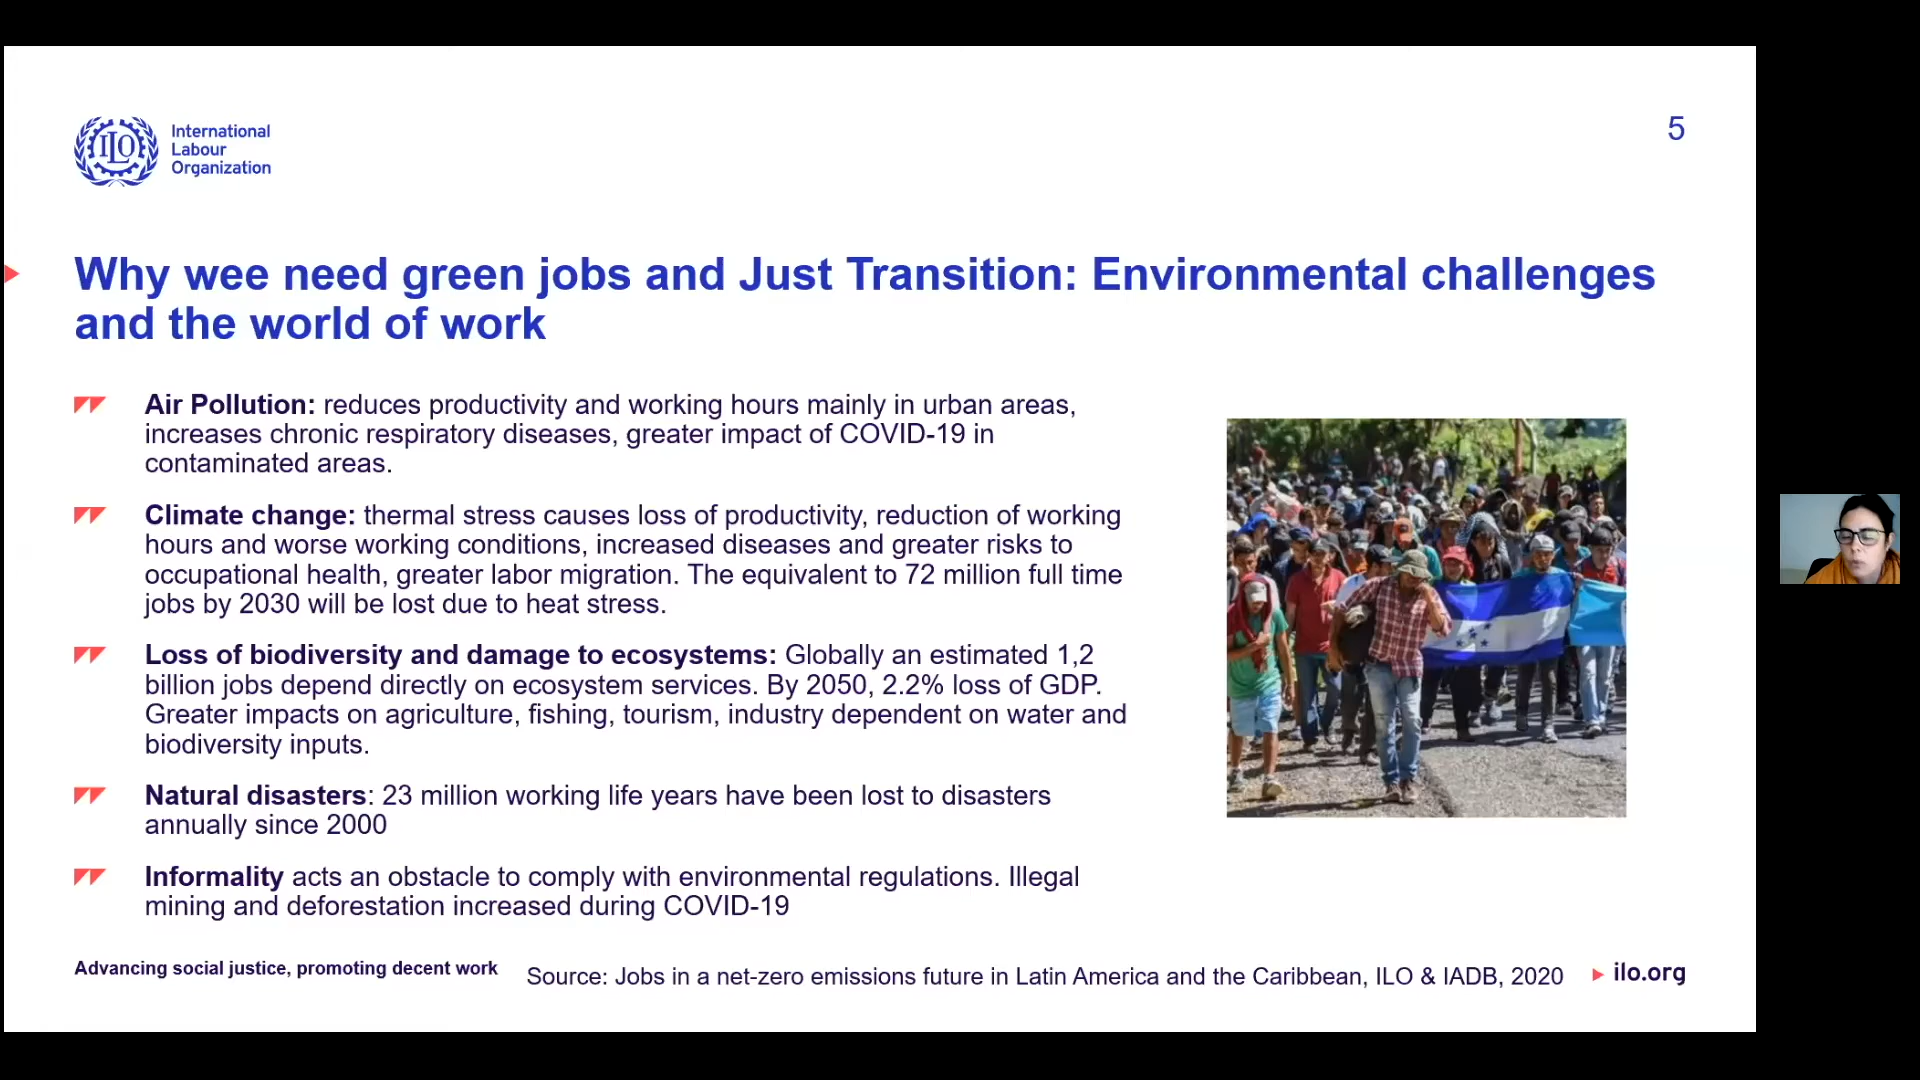 ILO
International
Labour
Organization
5
Why wee need green jobs and Just Transition: Environmental challenges
and the world of work
Air Pollution: reduces productivity and working hours mainly in urban areas,
increases chronic respiratory diseases, greater impact of COVID-19 in
contaminated areas.
Climate change: thermal stress causes loss of productivity, reduction of working
hours and worse working conditions, increased diseases and greater risks to
occupational health, greater labor migration. The equivalent to 72 million full time
jobs by 2030 will be lost due to heat stress.
Loss of biodiversity and damage to ecosystems: Globally an estimated 1,2
billion jobs depend directly on ecosystem services. By 2050, 2.2% loss of GDP.
Greater impacts on agriculture, fishing, tourism, industry dependent on water and
biodiversity inputs.
Natural disasters: 23 million working life years have been lost to disasters
annually since 2000
Informality acts an obstacle to comply with environmental regulations. Illegal
mining and deforestation increased during COVID-19
Advancing social justice, promoting decent work
Source: Jobs in a net-zero emissions future in Latin America and the Caribbean, ILO & IADB, 2020
ilo.org